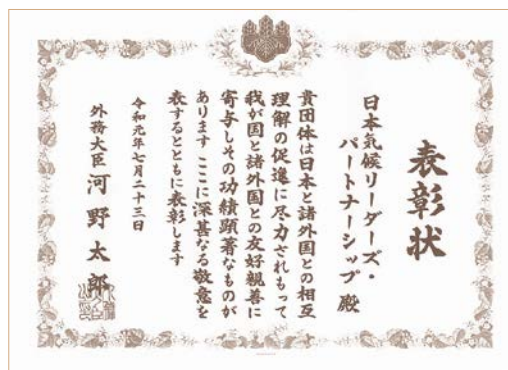 表彰状
日本気候リーダーズ・
パートナーシップ 殿
貴団体は日本と諸外国との相互
理解の促進に尽力されもって
我が国と諸外国との友好親善に
寄与しその功績顕著なものが
あります ここに深甚なる敬意を
表するとともに表彰します
令和元年七月二十三日
外務大臣 河野太郎